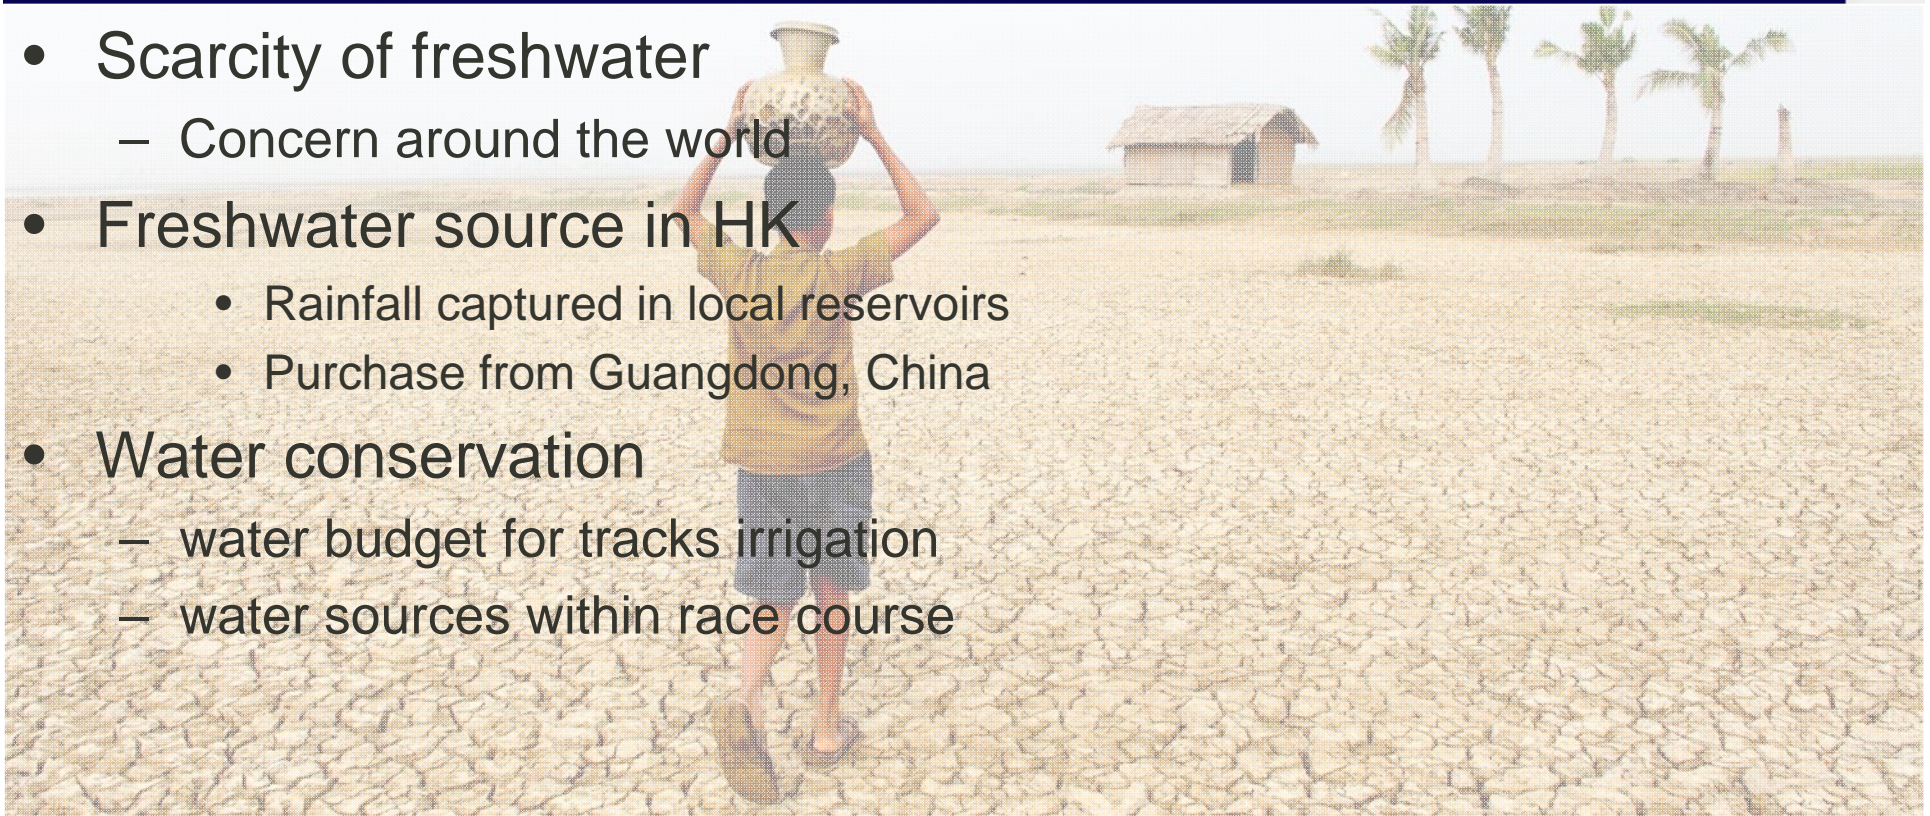 • Scarcity of freshwater
– Concern around the world
• Freshwater source in HK
• Rainfall captured in local reservoirs
• Purchase from Guangdong, China
• Water conservation
– water budget for tracks irrigation
– water sources within race course